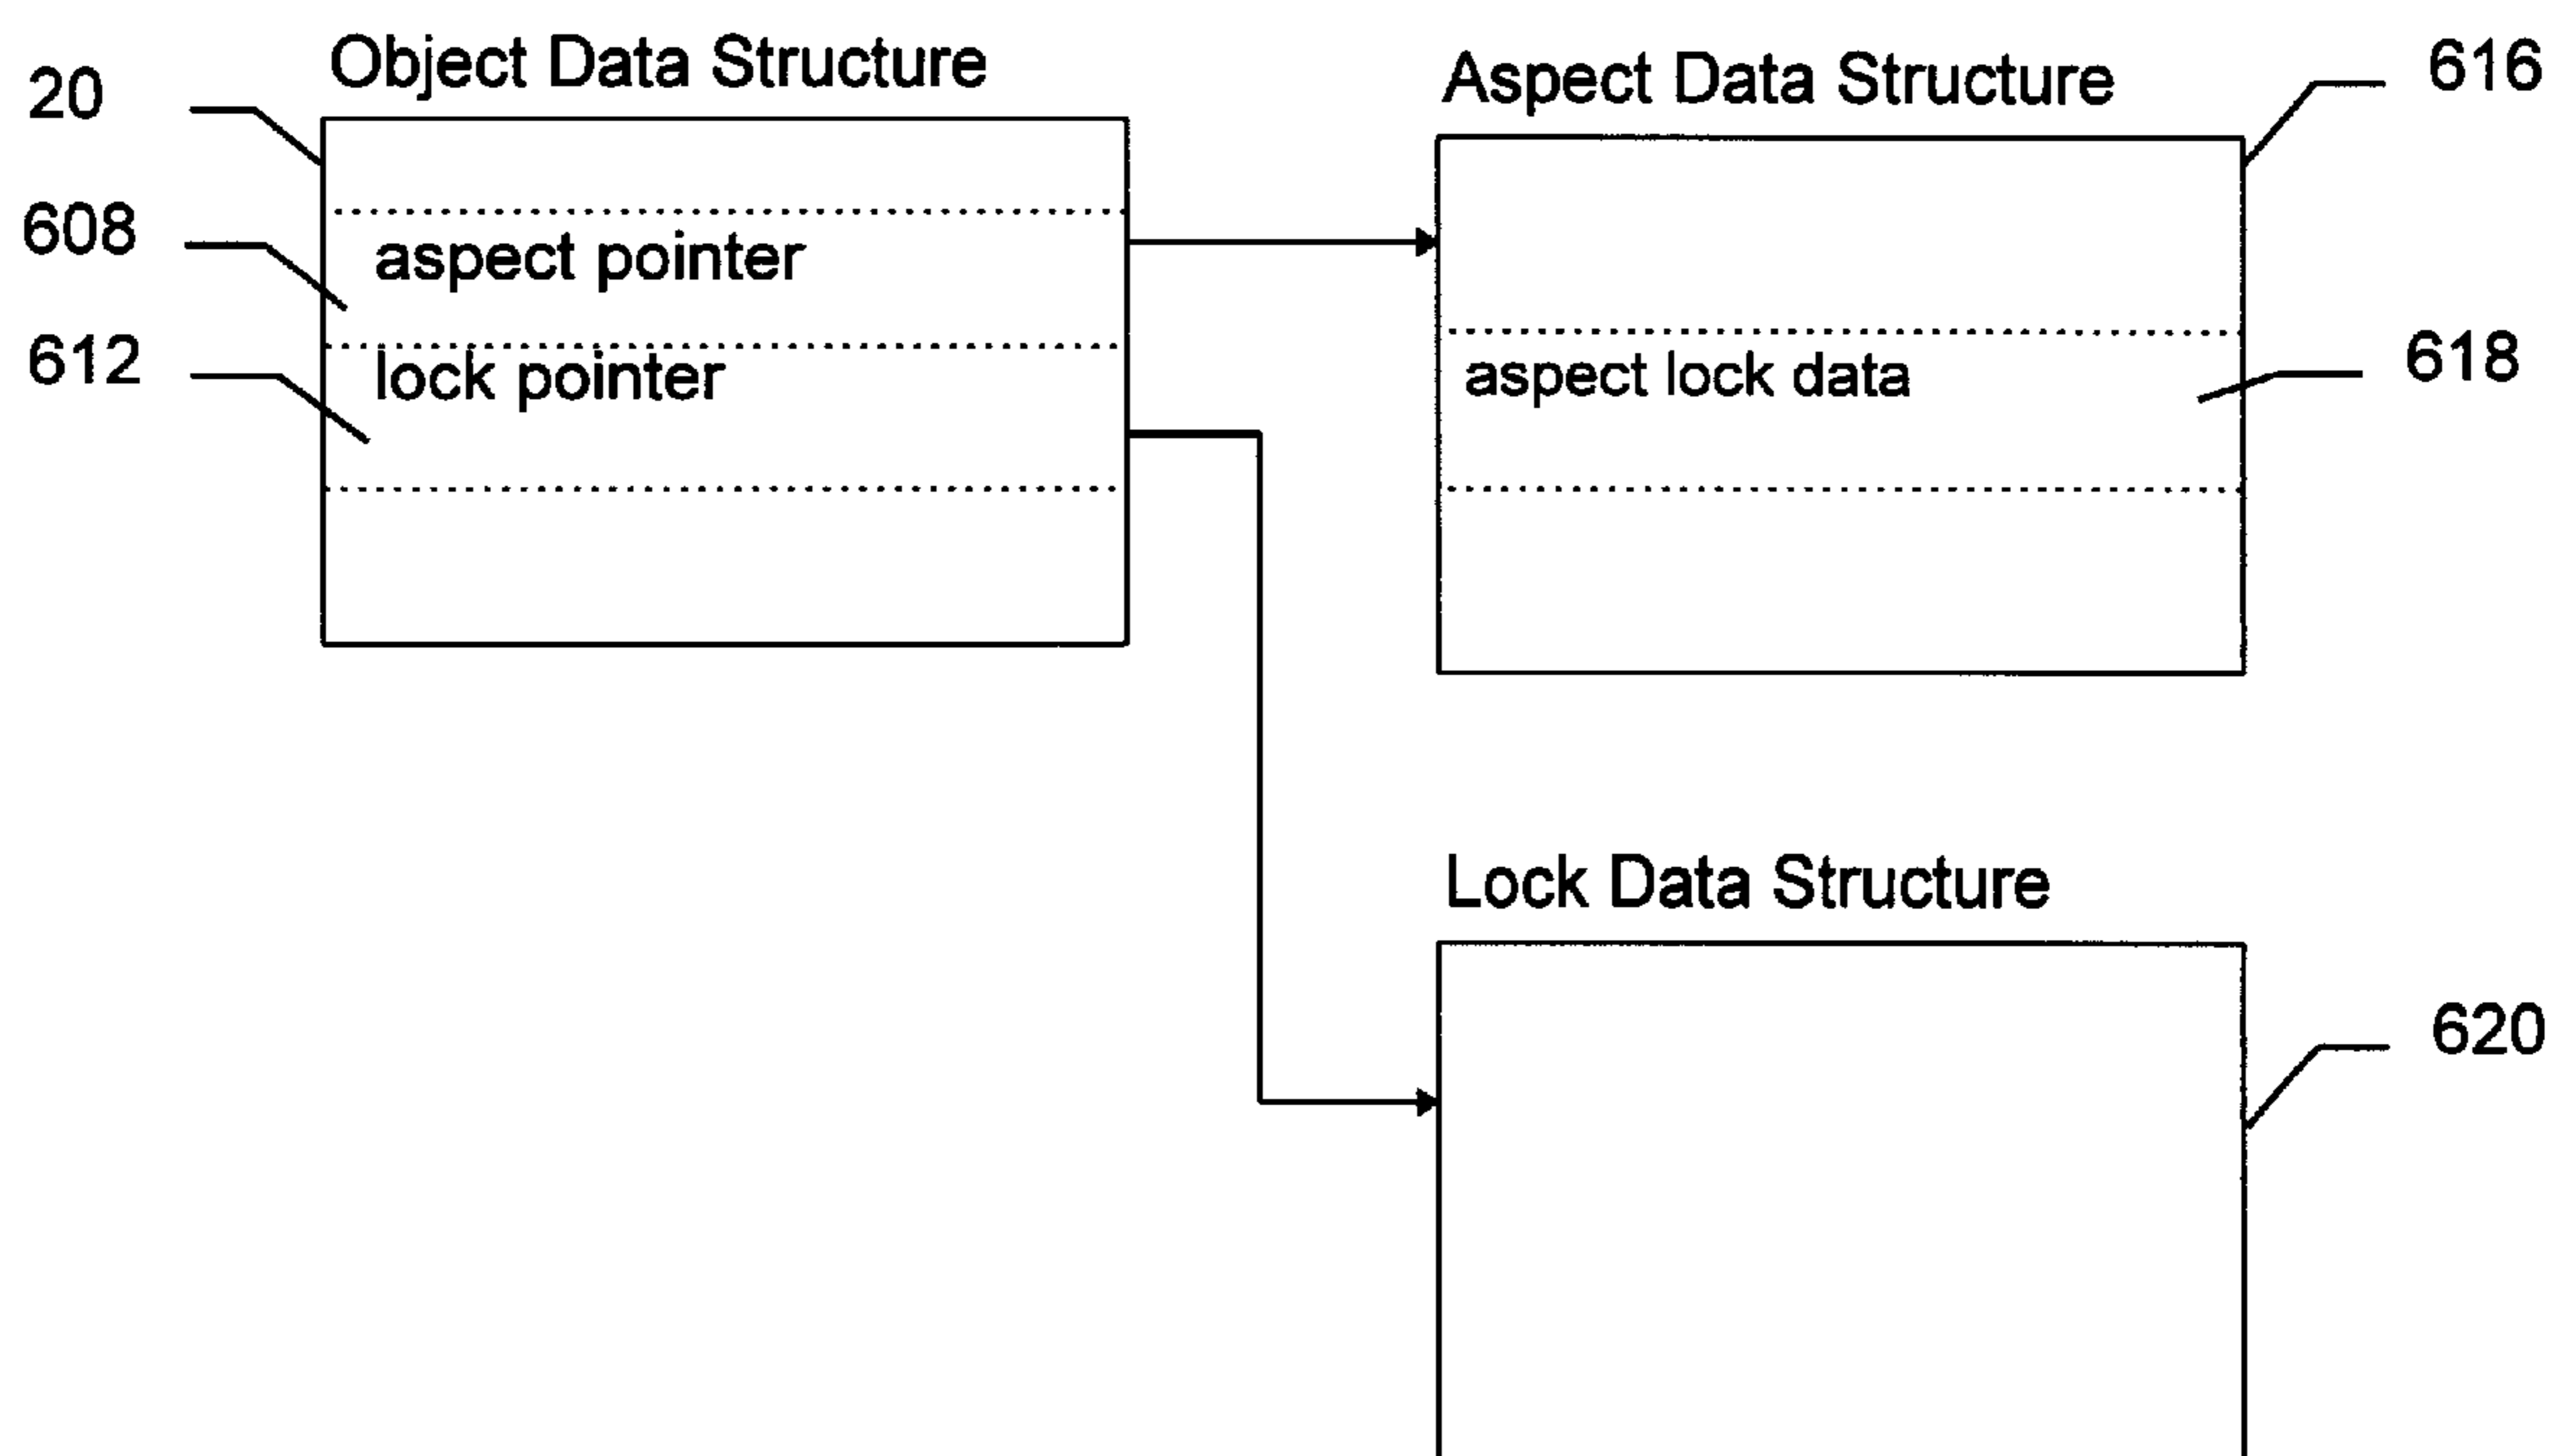 Object Data Structure
20
608
aspect pointer
612
lock pointer
Aspect Data Structure
616
aspect lock data
618
Lock Data Structure
620